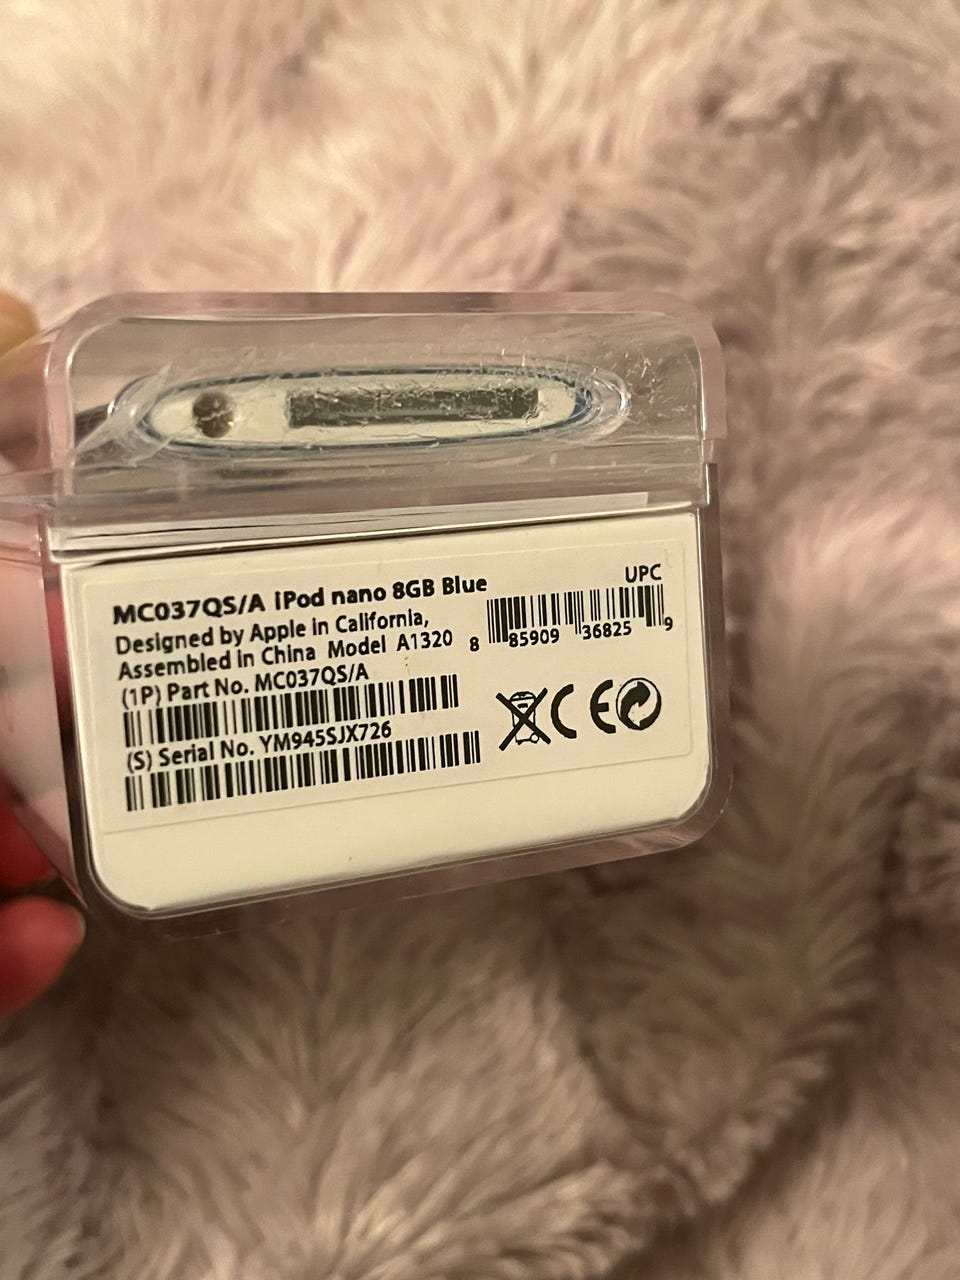 MC037QS/A iPod nano 8GB Blue
Designed by Apple in California,
Assembled in China Model A1320
(1P) Part No. MC037QS/A
(S) Serial No. YM945SJX726
UPC
8 85909 36825 9
CE